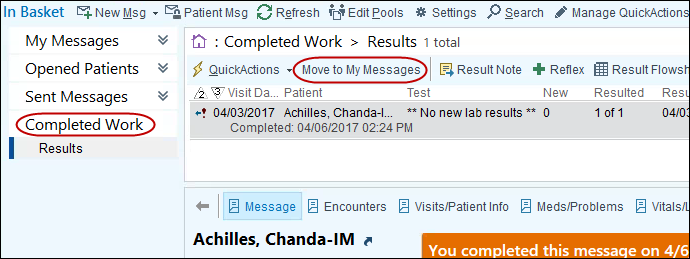 In Basket New Msg Patient Msg Refresh Edit Pools Settings Search Manage QuickActions
My Messages
Opened Patients
Sent Messages
Completed Work
Results
: Completed Work > Results 1 total
QuickActions Move to My Messages Result Note Reflex Result Flowsh
2 3 Visit Da... Patient Test New Resulted Resu
04/03/2017 Achilles, Chanda-I... ** No new lab results ** 0 1 of 1 04/03
Completed: 04/06/2017 02:24 PM
Message Encounters Visits/Patient Info Meds/Problems Vitals/L
Achilles, Chanda-IM
You completed this message on 4/6